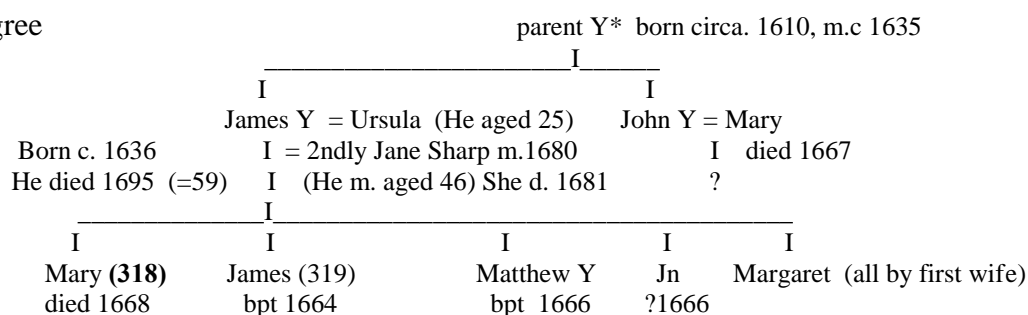 gree parent Y* born circa. 1610, m.c 1635
_______________________I______
I I
James Y = Ursula (He aged 25) John Y = Mary
Born c. 1636 I = 2ndly Jane Sharp m.1680 I died 1667
He died 1695 (=59) I (He m. aged 46) She d. 1681 ?
______________I_______________________________________
I I I I I
Mary (318) James (319) Matthew Y Jn Margaret (all by first wife)
died 1668 bpt 1664 bpt 1666 ?1666